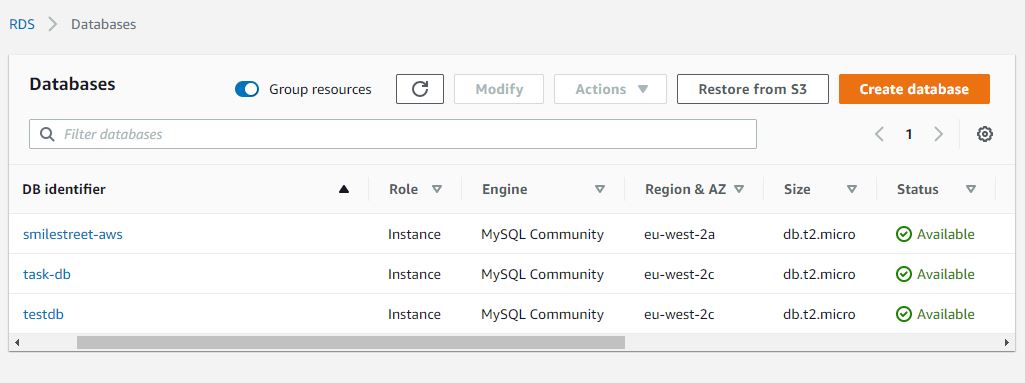 RDS > Databases
Databases Group resources Modify Actions Restore from S3 Create database
Filter databases 1
DB identifier Role Engine Region & AZ Size Status
smilestreet-aws Instance MySQL Community eu-west-2a db.t2.micro Available
task-db Instance MySQL Community eu-west-2c db.t2.micro Available
testdb Instance MySQL Community eu-west-2c db.t2.micro Available